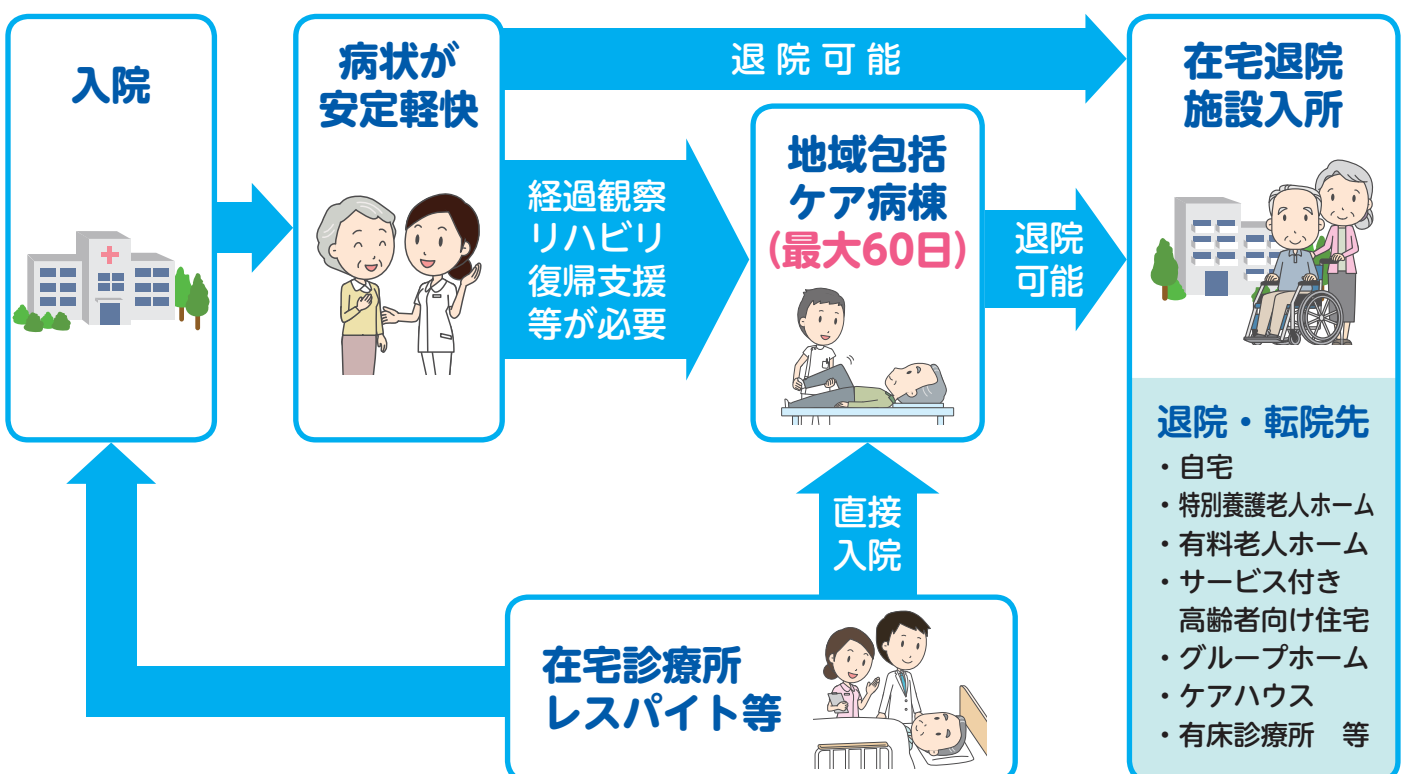 入院
病状が
安定軽快
退院可能
経過観察
リハビリ
復帰支援
等が必要
地域包括
ケア病棟
(最大60日)
退院
可能
在宅退院
施設入所
退院・転院先
・自宅
・特別養護老人ホーム
・有料老人ホーム
・サービス付き
高齢者向け住宅
・グループホーム
・ケアハウス
・有床診療所　等
直接
入院
在宅診療所
レスパイト等